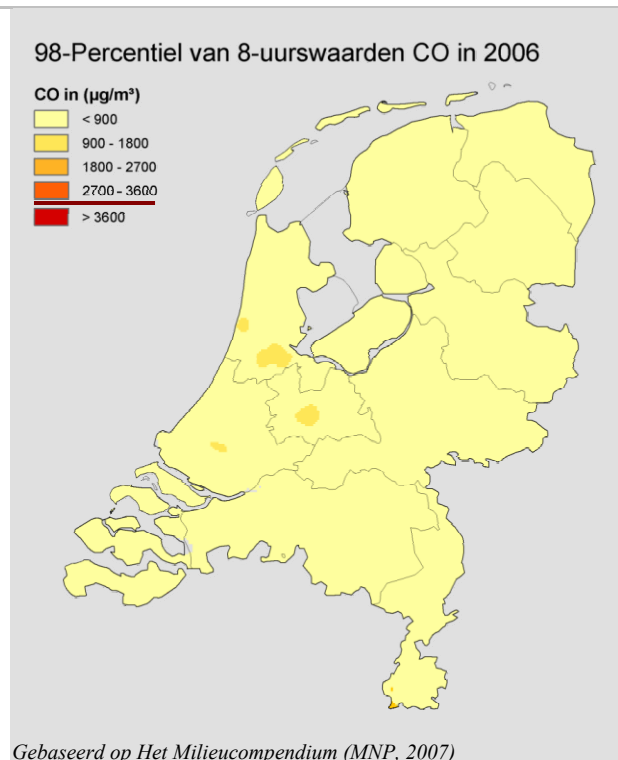 98-Percentiel van 8-uurswaarden CO in 2006
CO in (µg/m³)
< 900
900 - 1800
1800 - 2700
2700 - 3600
> 3600
Gebaseerd op Het Milieucompendium (MNP, 2007)